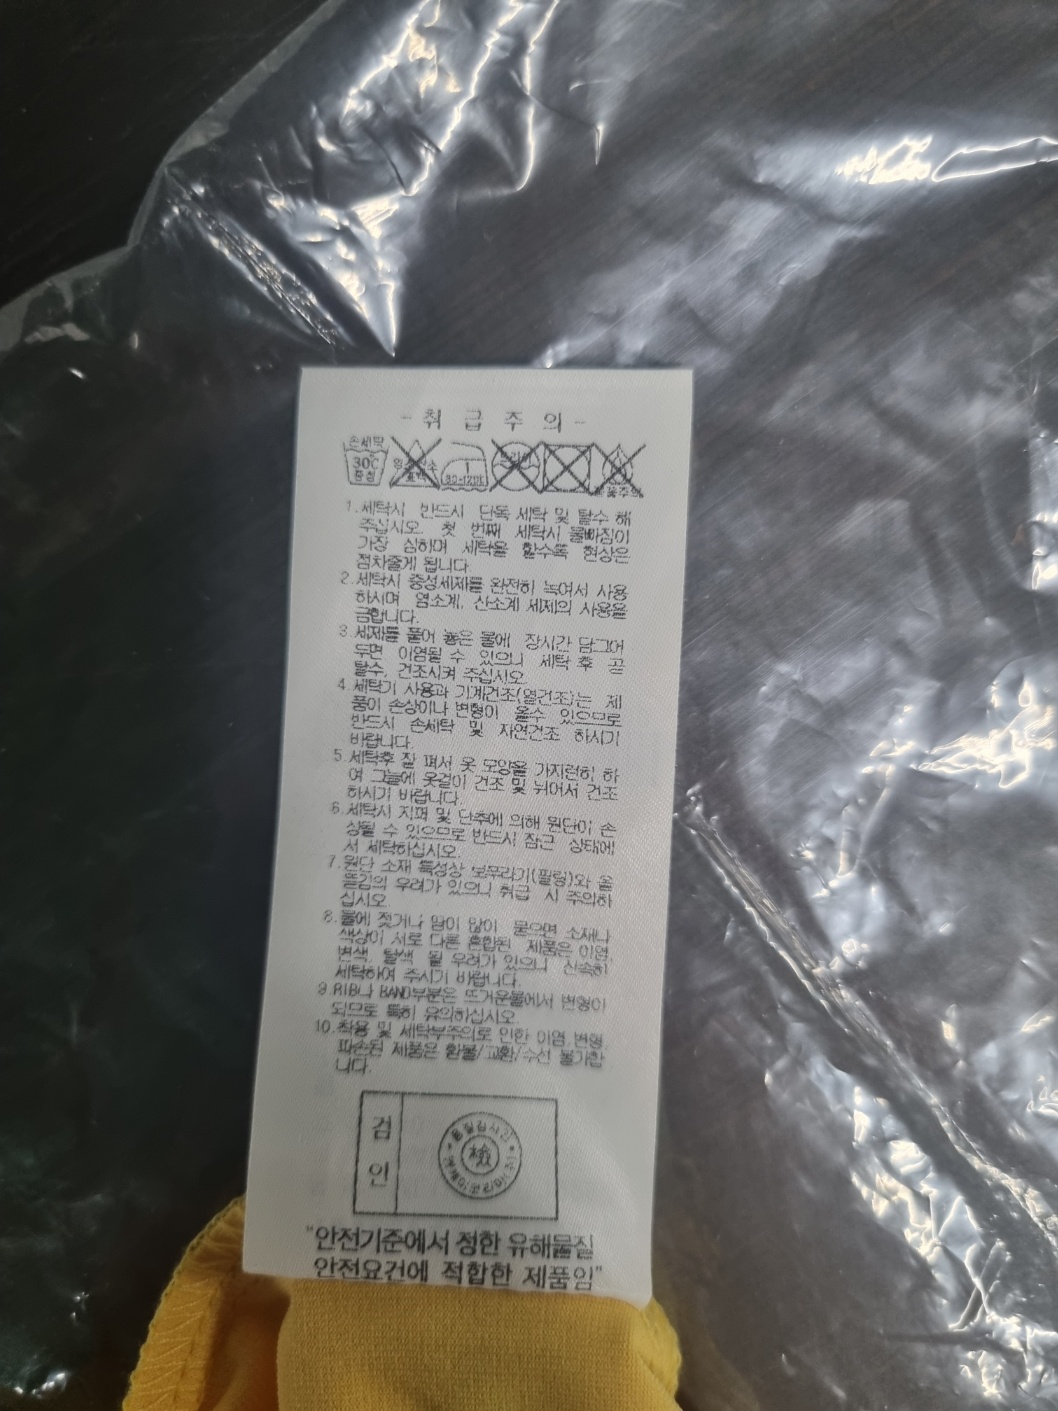 - 취 급 주 의 -
손세탁
30℃
중성
1.세탁시 반드시 단독 세탁 및 탈수 해
주십시오. 첫 번째 세탁시 물빠짐이
가장 심하며 세탁을 할수록 현상은
점차줄게 됩니다.
2.세탁시 중성세제를 완전히 녹여서 사용
하시며 염소계, 산소계 세제의 사용을
금합니다.
3.세제를 풀어 놓은 물에 장시간 담그어
두면 이염될 수 있으니 세탁 후 곧
탈수, 건조시켜 주십시오.
4.세탁기 사용과 기계건조(열건조)는 제
품이 손상이나 변형이 올수 있으므로
반드시 손세탁 및 자연건조 하시기
바랍니다.
5.세탁후 잘 펴서 옷 모양을 가지런히 하
여 그늘에 옷걸이 건조 및 뉘어서 건조
하시기 바랍니다.
6.세탁시 지퍼 및 단추에 의해 원단이 손
상될 수 있으므로 반드시 잠근 상태에
서 세탁하십시오.
7.원단 소재 특성상 보푸라기(필링)와 올
뜯김의 우려가 있으니 취급 시 주의하
십시오
8.물에 젖거나 땀이 많이 묻으면 소재나
색상이 서로 다른 혼합된 제품은 이염,
변색, 탈색 될 우려가 있으니 신속히
세탁하여 주시기 바랍니다.
9.RIB나 BAND부분은 뜨거운물에서 변형이
되므로 특히 유의하십시오.
10.착용 및 세탁부주의로 인한 이염,변형,
파손된 제품은 환불/교환/수선 불가합
니다.
검
인
檢
"안전기준에서 정한 유해물질
안전요건에 적합한 제품임"